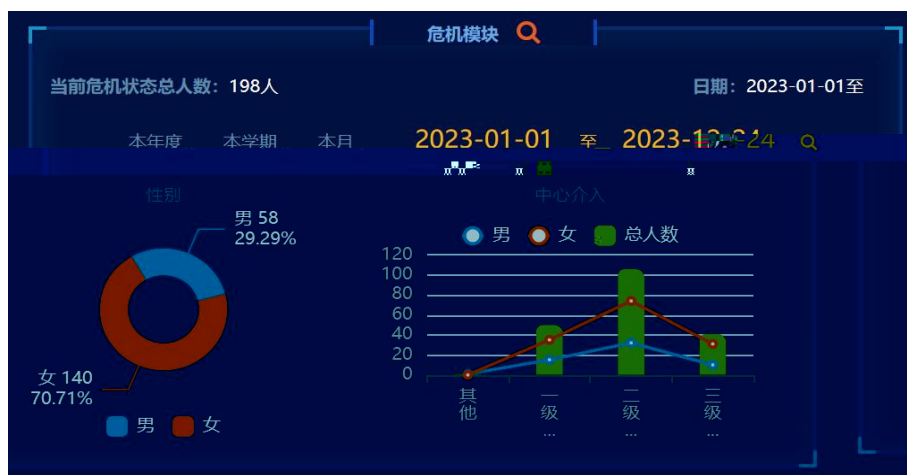 危机模块
当前危机状态总人数：198人
日期：2023-01-01至
本年度 本学期 本月 2023-01-01 至 2023-12-24
性别
男 58
29.29%
女 140
70.71%
男 女
中心介入
男 女 总人数
120
100
80
60
40
20
0
其他 一级... 二级... 三级...